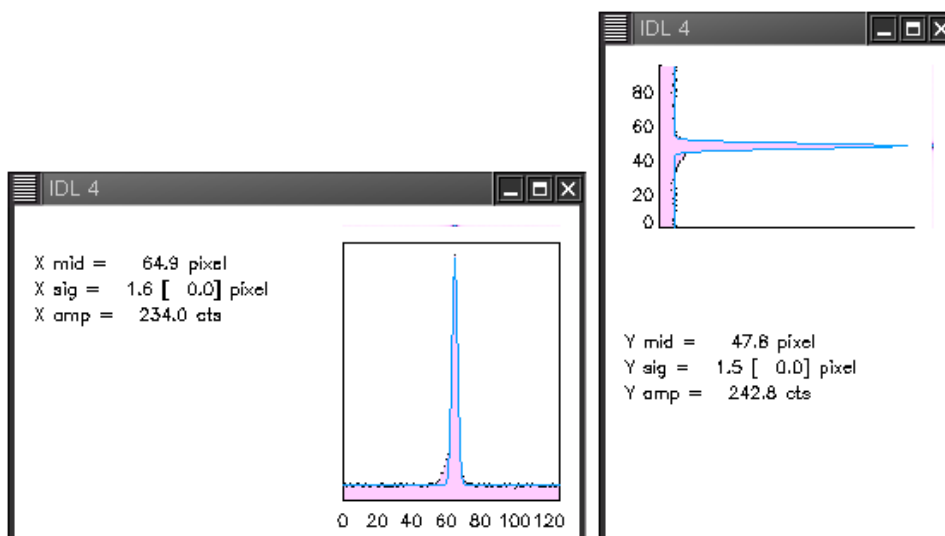 IDL 4
X mid = 64.9 pixel
X sig = 1.6 [ 0.0] pixel
X amp = 234.0 cts
0 20 40 60 80 100 120
IDL 4
80
60
40
20
0
Y mid = 47.8 pixel
Y sig = 1.5 [ 0.0] pixel
Y amp = 242.8 cts